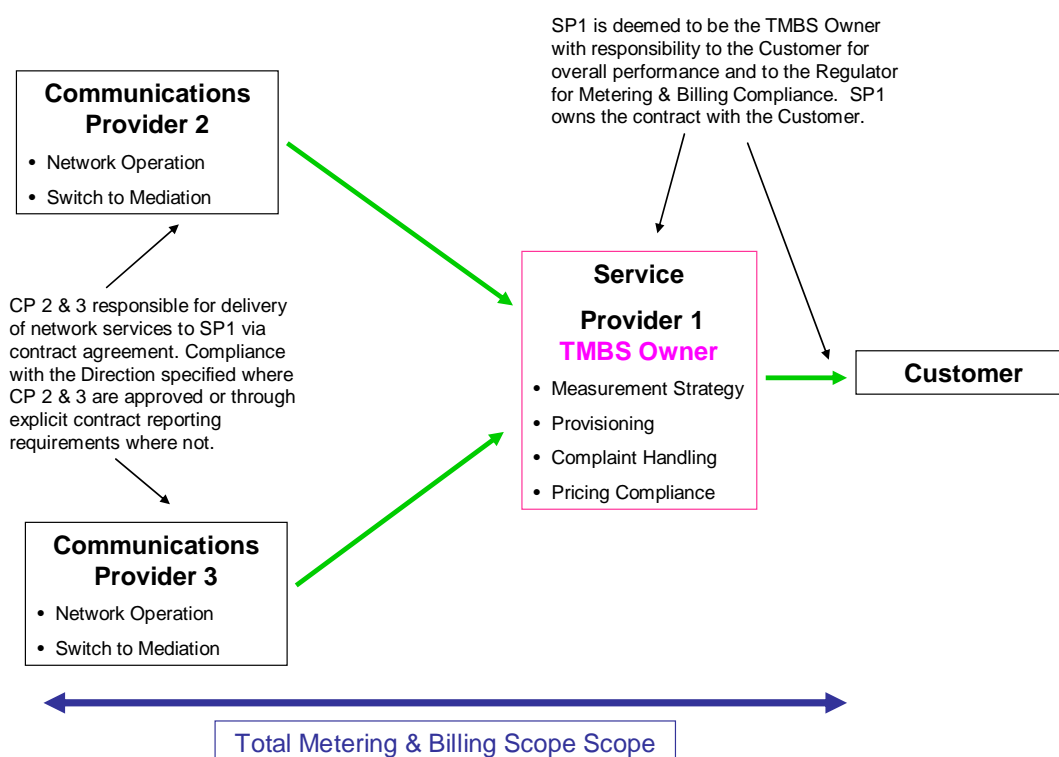 SP1 is deemed to be the TMBS Owner
with responsibility to the Customer for
overall performance and to the Regulator
for Metering & Billing Compliance.  SP1
owns the contract with the Customer.
Communications
Provider 2
• Network Operation
• Switch to Mediation
CP 2 & 3 responsible for delivery
of network services to SP1 via
contract agreement. Compliance
with the Direction specified where
CP 2 & 3 are approved or through
explicit contract reporting
requirements where not.
Service
Provider 1
TMBS Owner
• Measurement Strategy
• Provisioning
• Complaint Handling
• Pricing Compliance
Customer
Communications
Provider 3
• Network Operation
• Switch to Mediation
Total Metering & Billing Scope Scope